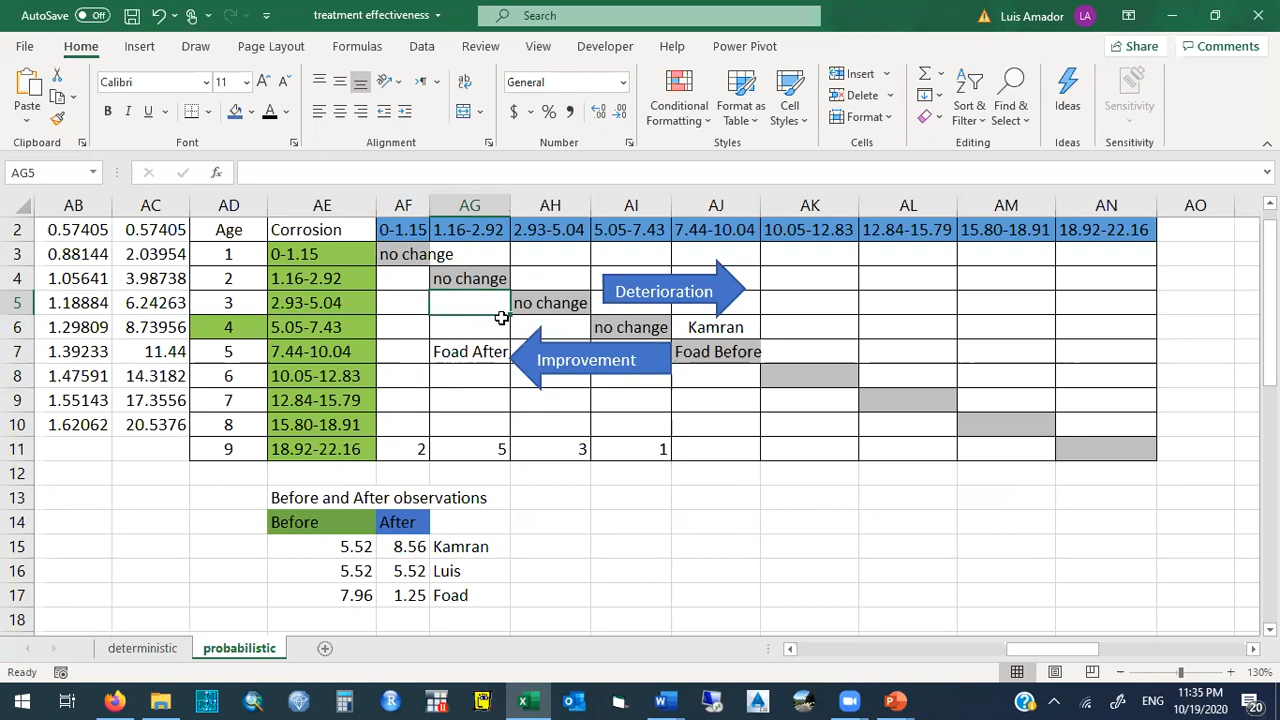 AutoSave Off treatment effectiveness Search Luis Amador LA
File Home Insert Draw Page Layout Formulas Data Review View Developer Help Power Pivot Share Comments
Paste Calibri 11 General Conditional Formatting Format as Table Cell Styles Insert Delete Format Sort & Filter Find & Select Ideas Sensitivity
Clipboard Font Alignment Number Styles Cells Editing Ideas Sensitivity
AG5 fx
AB AC AD AE AF AG AH AI AJ AK AL AM AN AO
2 0.57405 0.57405 Age Corrosion 0-1.15 1.16-2.92 2.93-5.04 5.05-7.43 7.44-10.04 10.05-12.83 12.84-15.79 15.80-18.91 18.92-22.16
3 0.88144 2.03954 1 0-1.15 no change
4 1.05641 3.98738 2 1.16-2.92 no change Deterioration
5 1.18884 6.24263 3 2.93-5.04 no change
6 1.29809 8.73956 4 5.05-7.43 no change Kamran
7 1.39233 11.44 5 7.44-10.04 Foad After Improvement Foad Before
8 1.47591 14.3182 6 10.05-12.83
9 1.55143 17.3556 7 12.84-15.79
10 1.62062 20.5376 8 15.80-18.91
11 9 18.92-22.16 2 5 3 1
12
13 Before and After observations
14 Before After
15 5.52 8.56 Kamran
16 5.52 5.52 Luis
17 7.96 1.25 Foad
18
deterministic probabilistic
Ready 130%
ENG 11:35 PM 10/19/2020 20